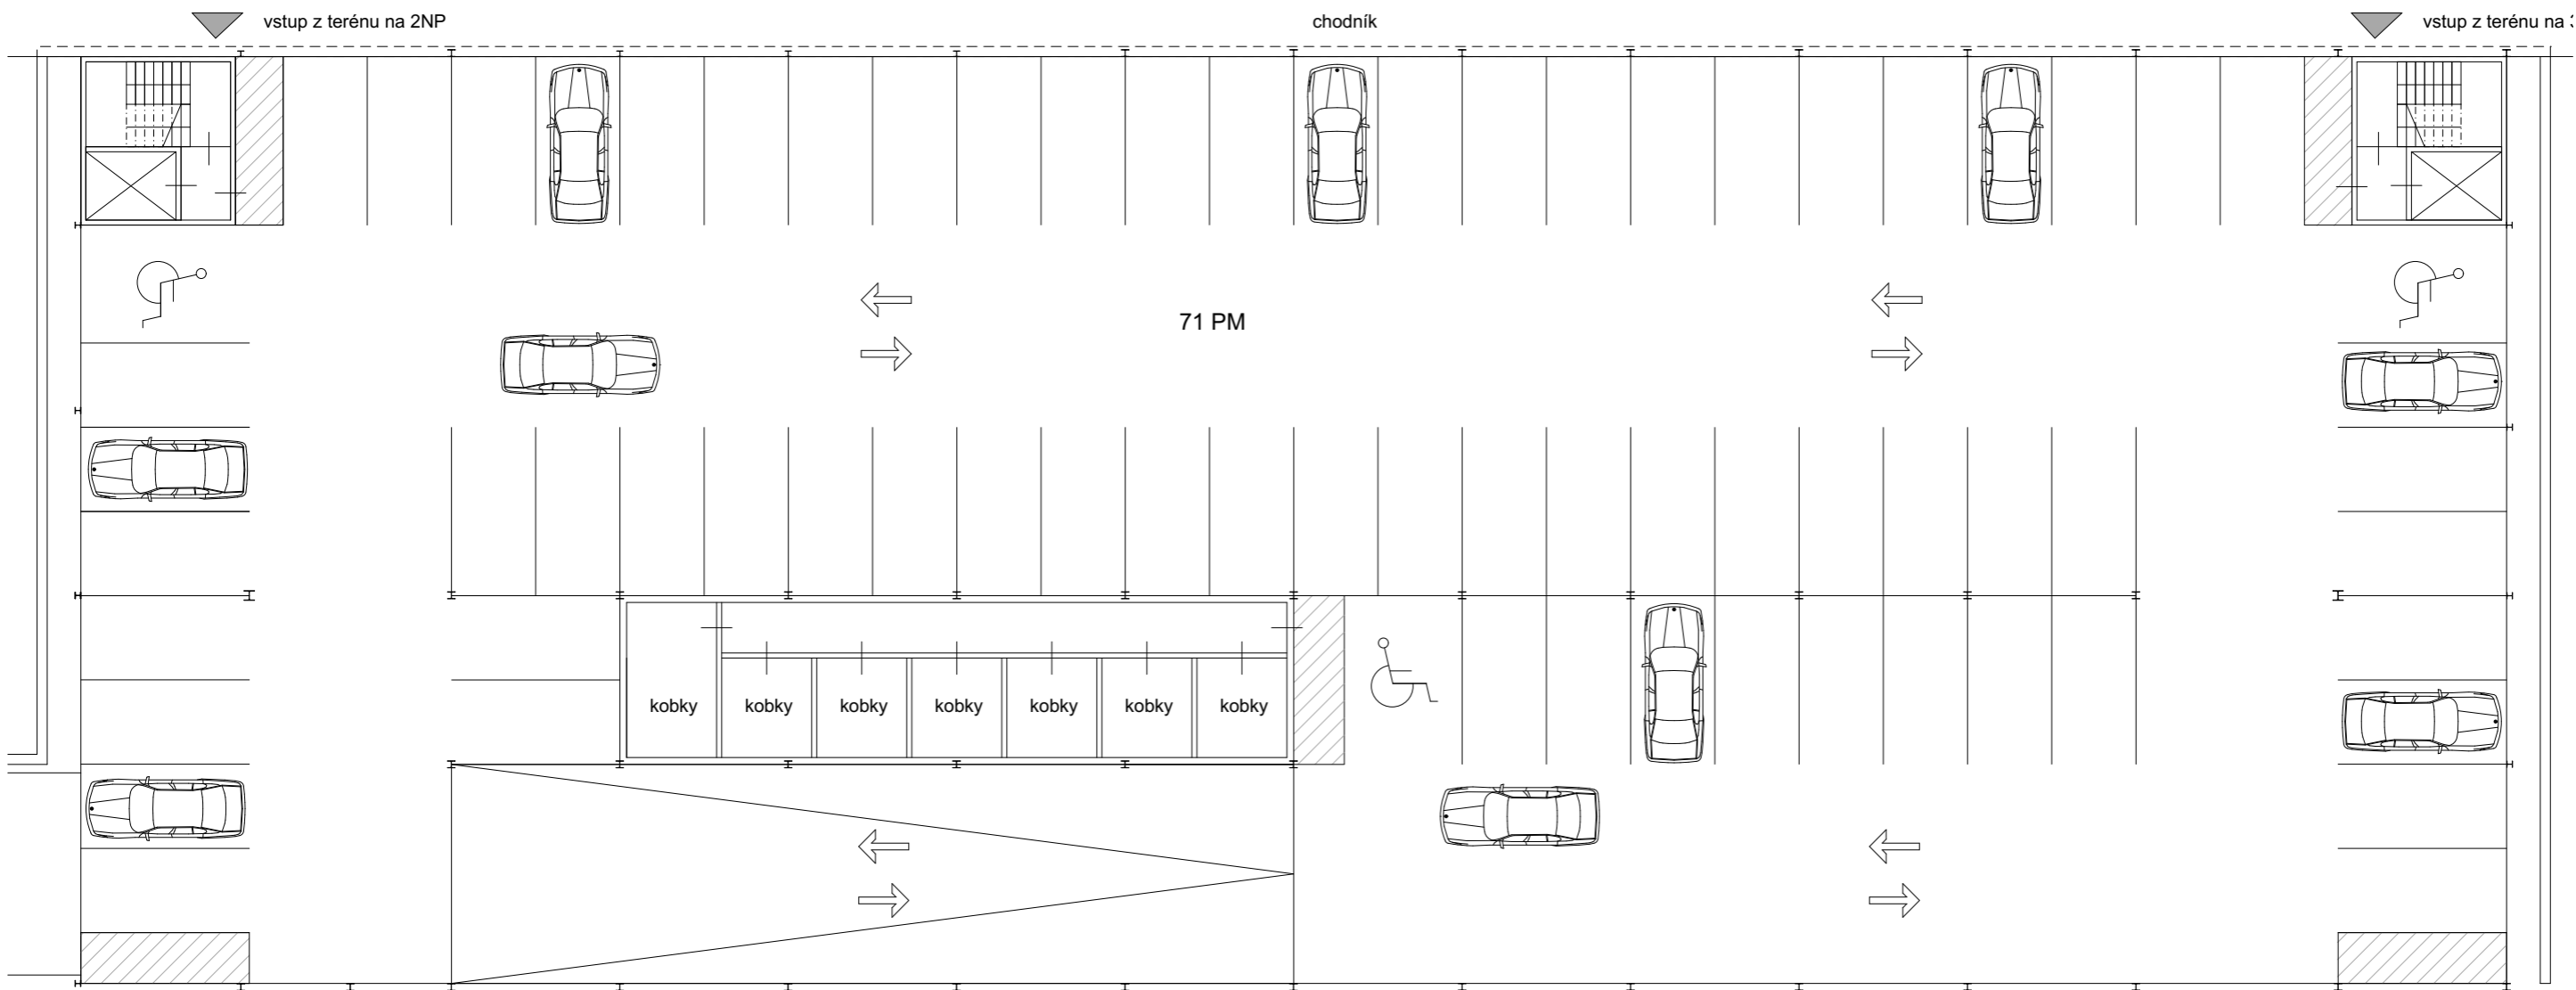 vstup z terénu na 2NP
chodník
vstup z terénu na
71 PM
kobky
kobky
kobky
kobky
kobky
kobky
kobky